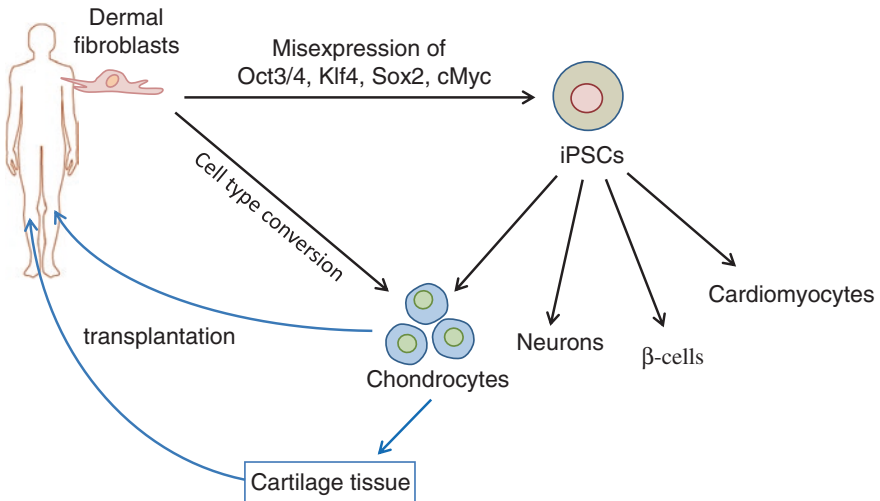 Dermal
fibroblasts
Misexpression of
Oct3/4, Klf4, Sox2, cMyc
iPSCs
Cell type conversion
Cardiomyocytes
transplantation
Neurons
β-cells
Chondrocytes
Cartilage tissue